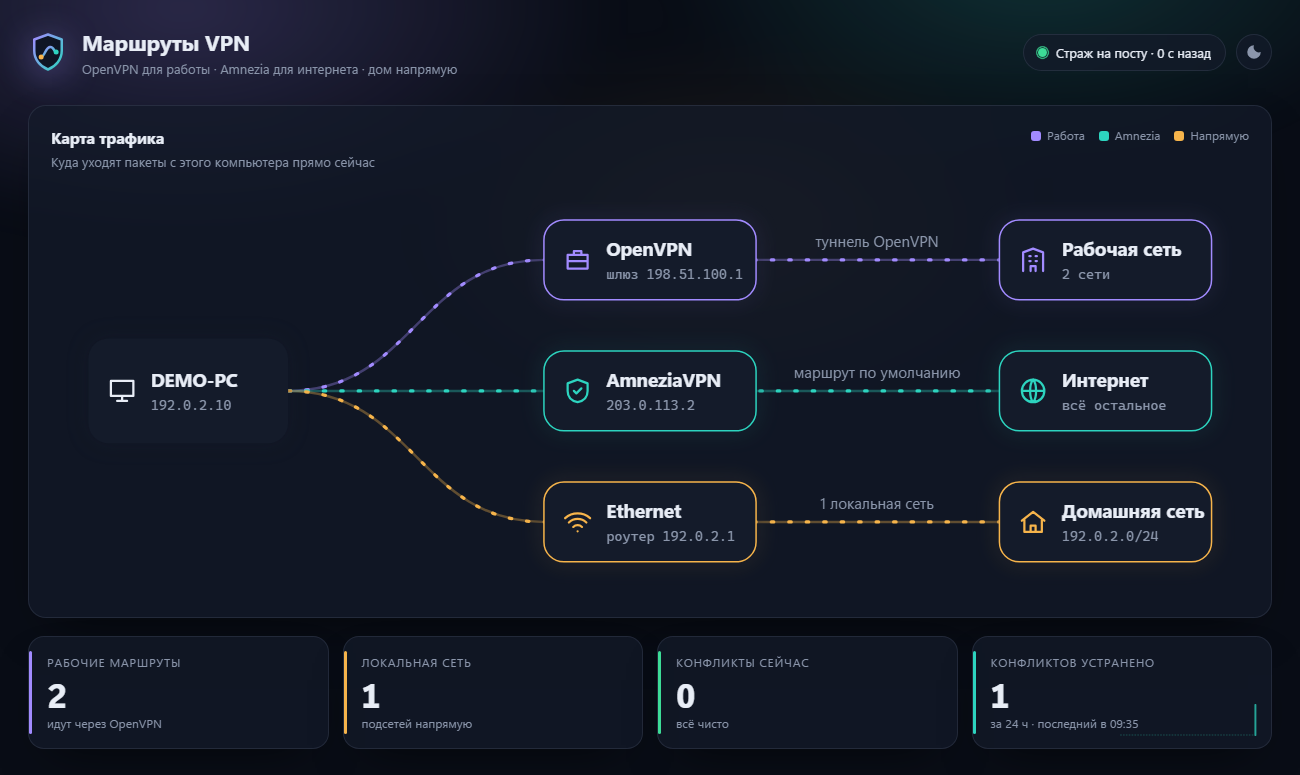 Маршруты VPN
OpenVPN для работы · Amnezia для интернета · дом напрямую
Страж на посту · 0 с назад
Карта трафика
Куда уходят пакеты с этого компьютера прямо сейчас
Работа
Amnezia
Напрямую
OpenVPN
шлюз 198.51.100.1
туннель OpenVPN
Рабочая сеть
2 сети
DEMO-PC
192.0.2.10
AmneziaVPN
203.0.113.2
маршрут по умолчанию
Интернет
всё остальное
Ethernet
роутер 192.0.2.1
1 локальная сеть
Домашняя сеть
192.0.2.0/24
РАБОЧИЕ МАРШРУТЫ
2
идут через OpenVPN
ЛОКАЛЬНАЯ СЕТЬ
1
подсетей напрямую
КОНФЛИКТЫ СЕЙЧАС
0
всё чисто
КОНФЛИКТОВ УСТРАНЕНО
1
за 24 ч · последний в 09:35